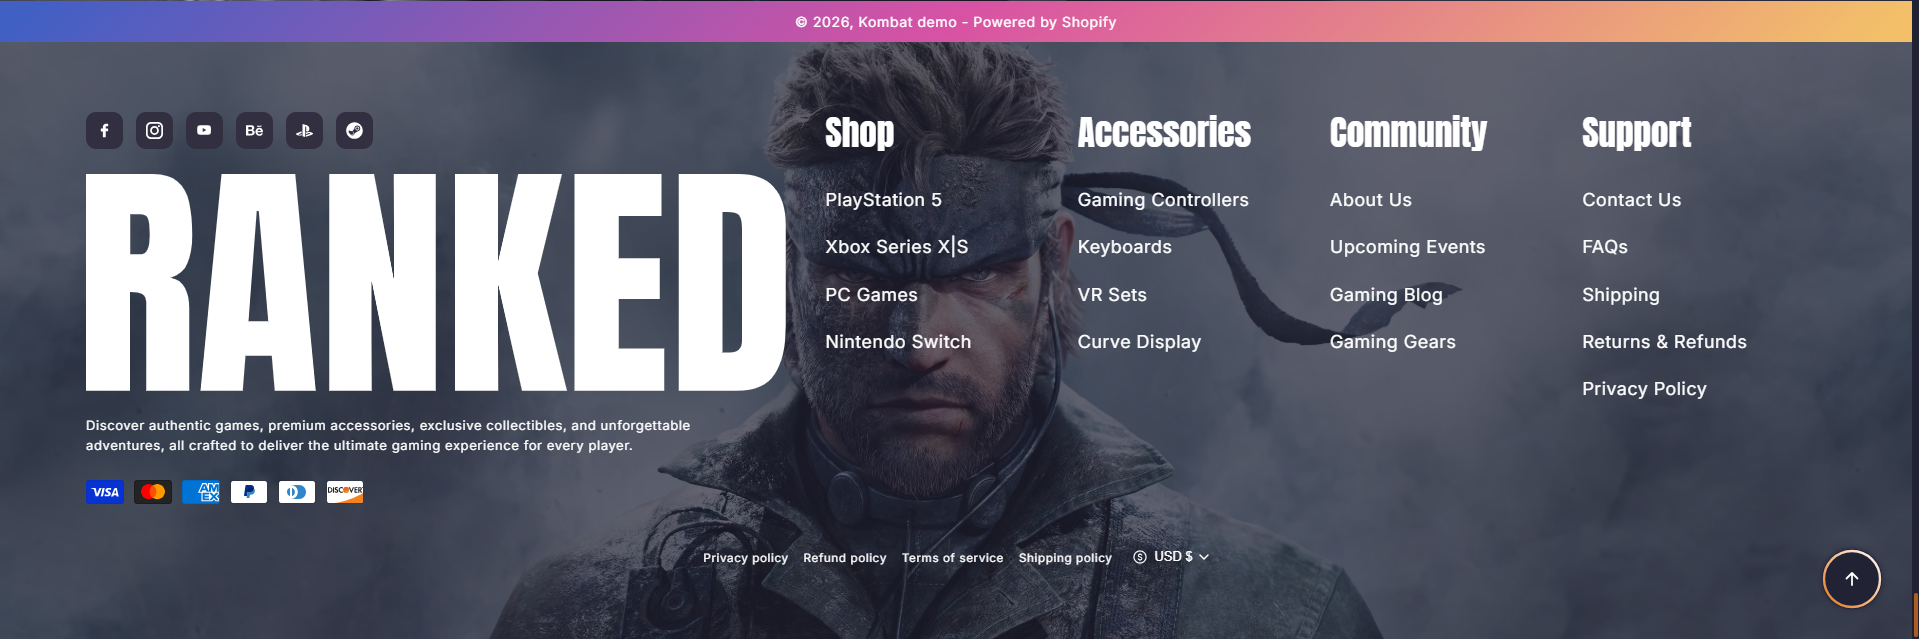 © 2026, Kombat demo - Powered by Shopify
Bē
RANKED
Discover authentic games, premium accessories, exclusive collectibles, and unforgettable
adventures, all crafted to deliver the ultimate gaming experience for every player.
VISA
AM
EX
DISCOVER
Shop
PlayStation 5
Xbox Series X|S
PC Games
Nintendo Switch
Accessories
Gaming Controllers
Keyboards
VR Sets
Curve Display
Community
About Us
Upcoming Events
Gaming Blog
Gaming Gears
Support
Contact Us
FAQs
Shipping
Returns & Refunds
Privacy Policy
Privacy policy Refund policy Terms of service Shipping policy USD $